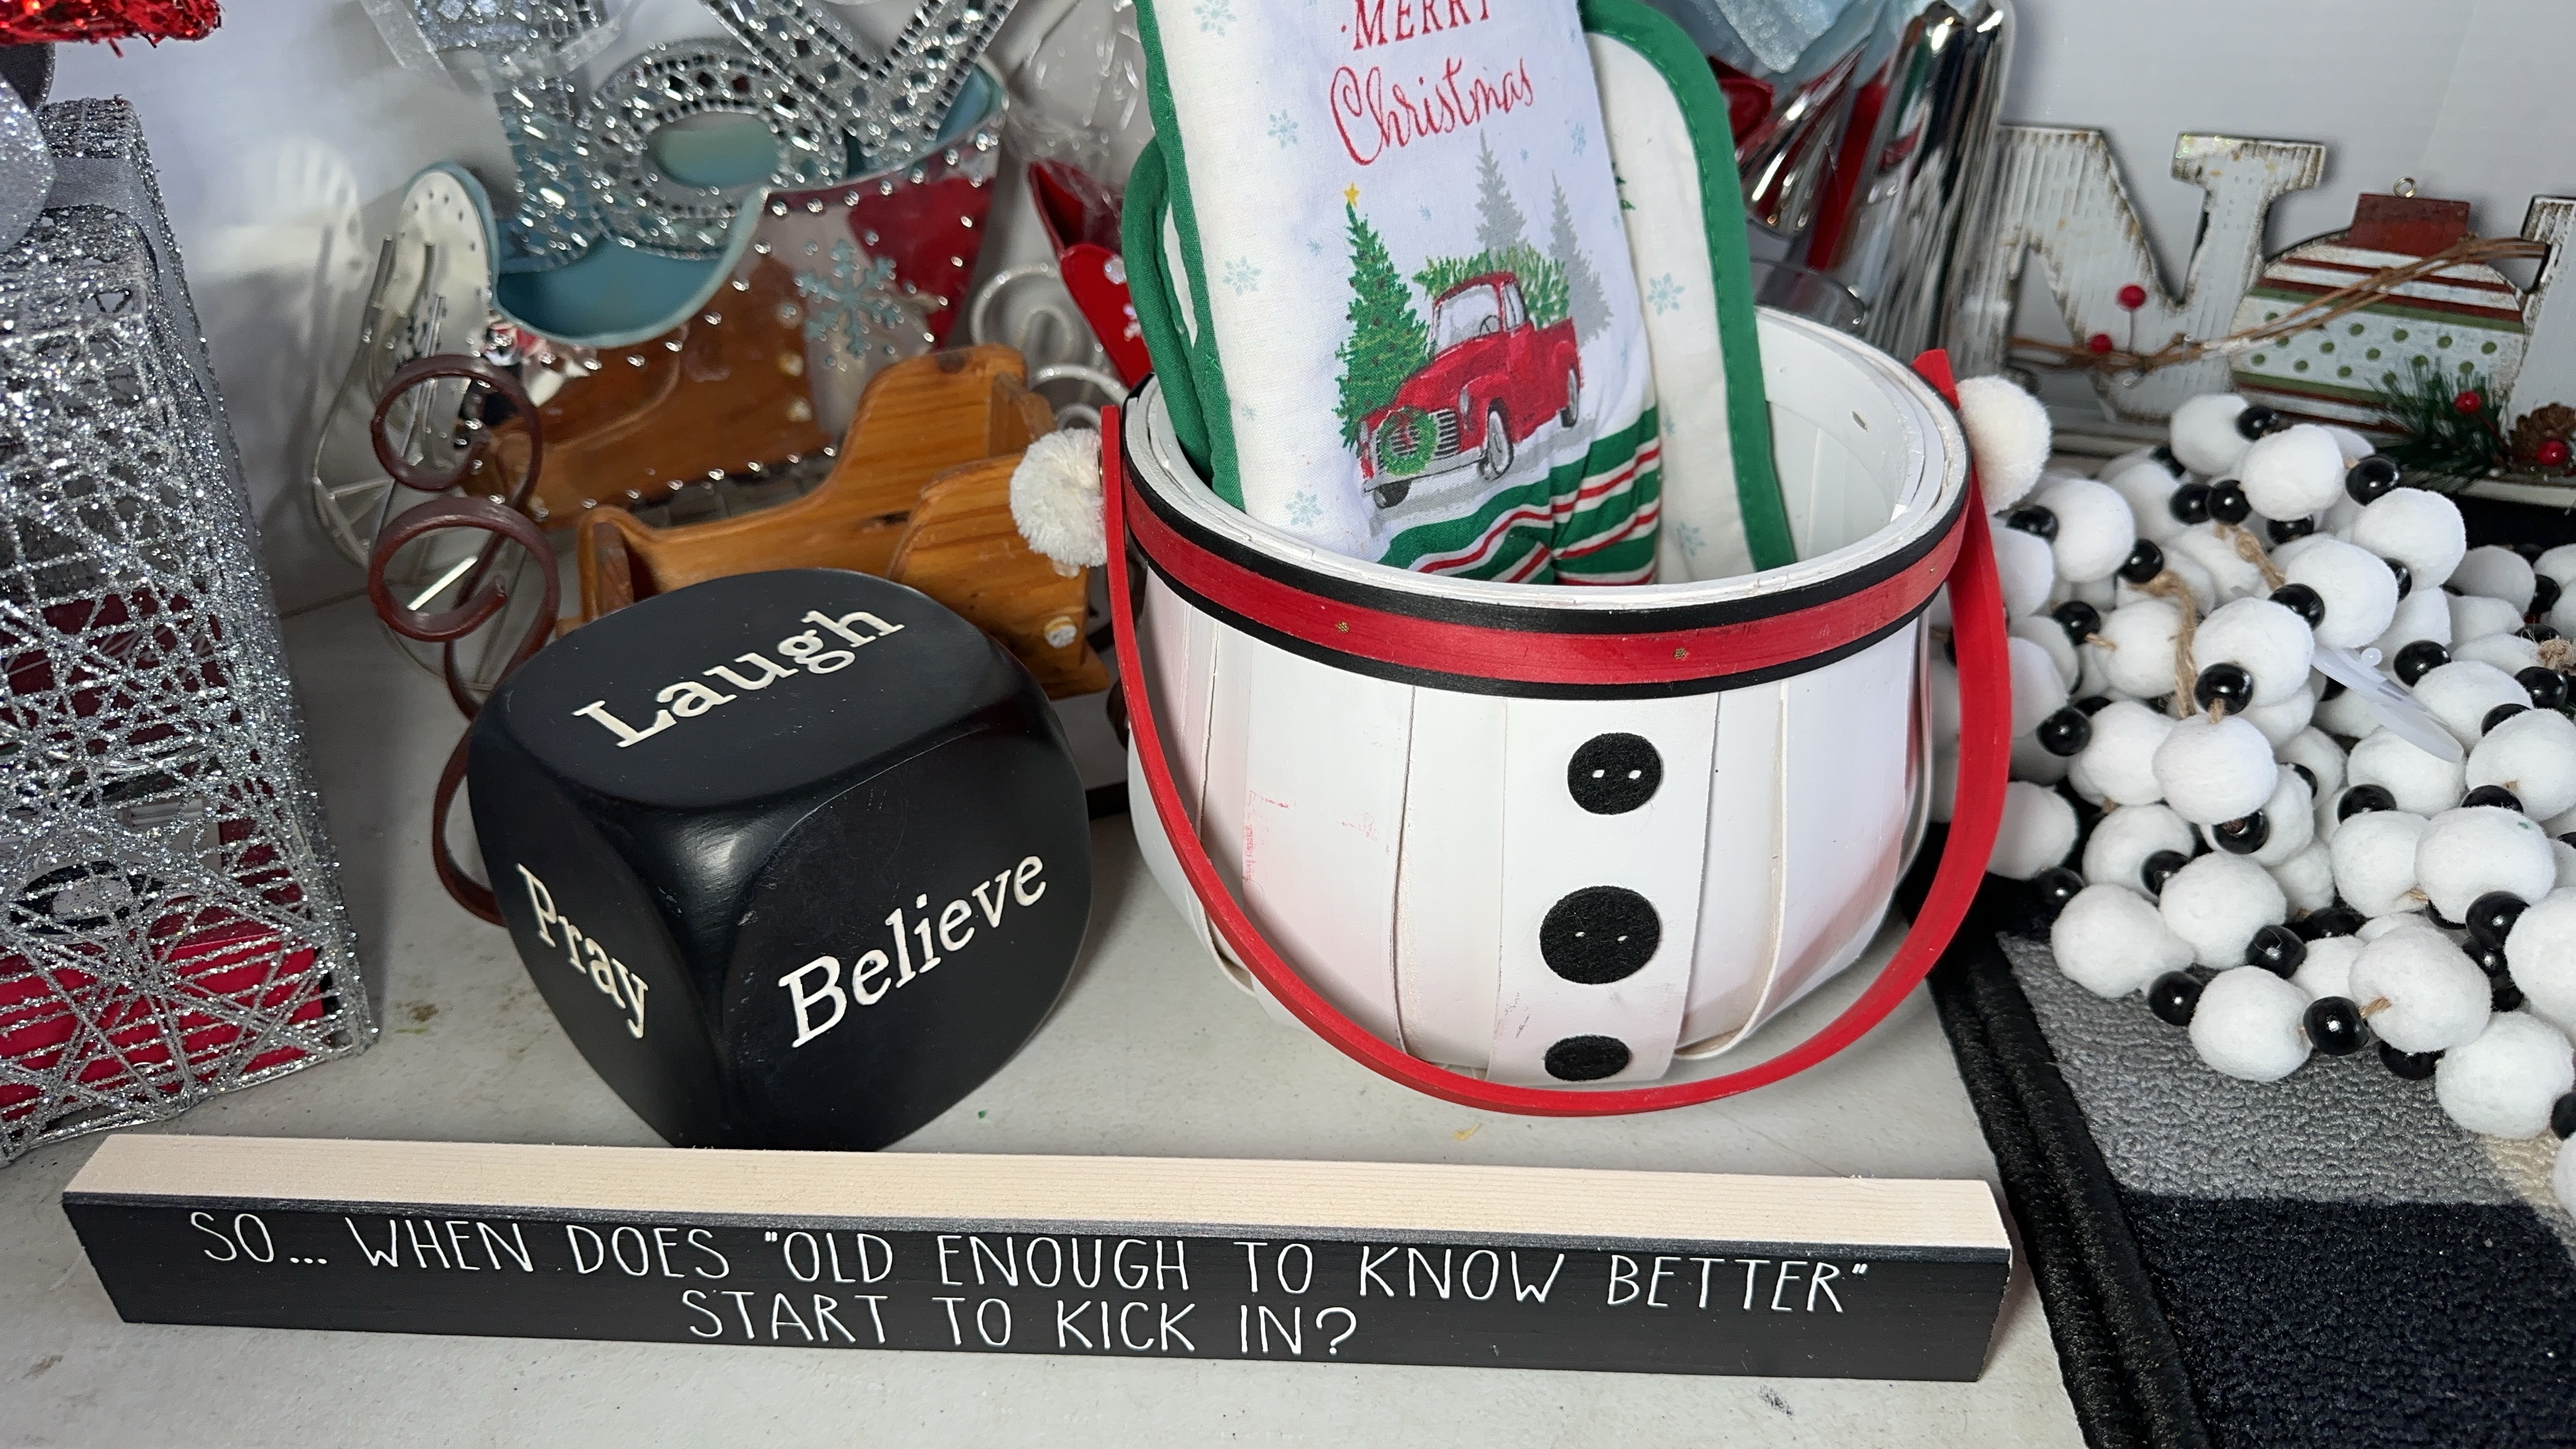 MERRY
Christmas
Laugh
Pray
Believe
SO... WHEN DOES "OLD ENOUGH TO KNOW BETTER"
START TO KICK IN?